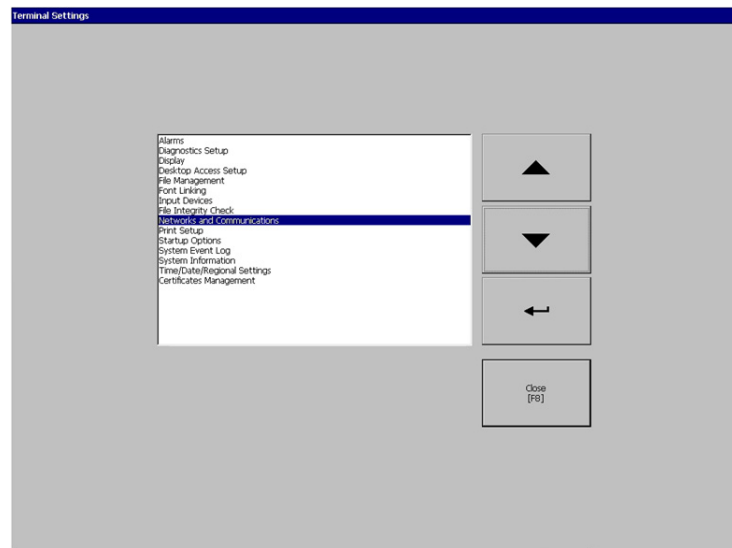 Terminal Settings
Alarms
Diagnostics Setup
Display
Desktop Access Setup
File Management
Font Linking
Input Devices
File Integrity Check
Networks and Communications
Print Setup
Startup Options
System Event Log
System Information
Time/Date/Regional Settings
Certificates Management
Close
[F8]